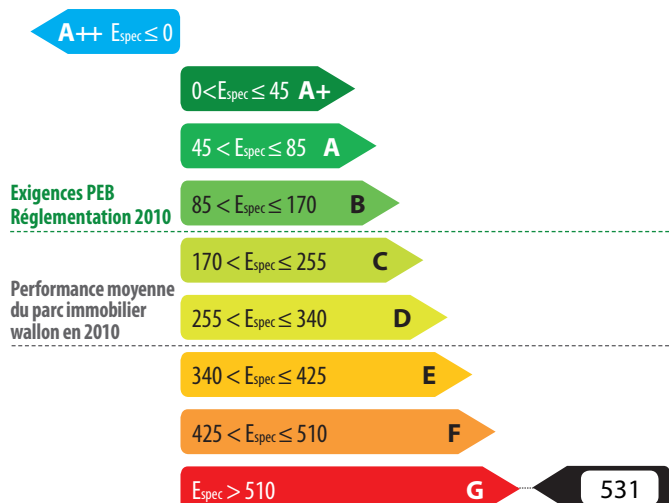 A++ Espec ≤ 0
0<Espec ≤ 45 A+
45 < Espec ≤ 85 A
Exigences PEB
Réglementation 2010
85 < Espec ≤ 170 B
170 < Espec ≤ 255 C
Performance moyenne
du parc immobilier
wallon en 2010
255 < Espec ≤ 340 D
340 < Espec ≤ 425 E
425 < Espec ≤ 510 F
Espec > 510 G 531